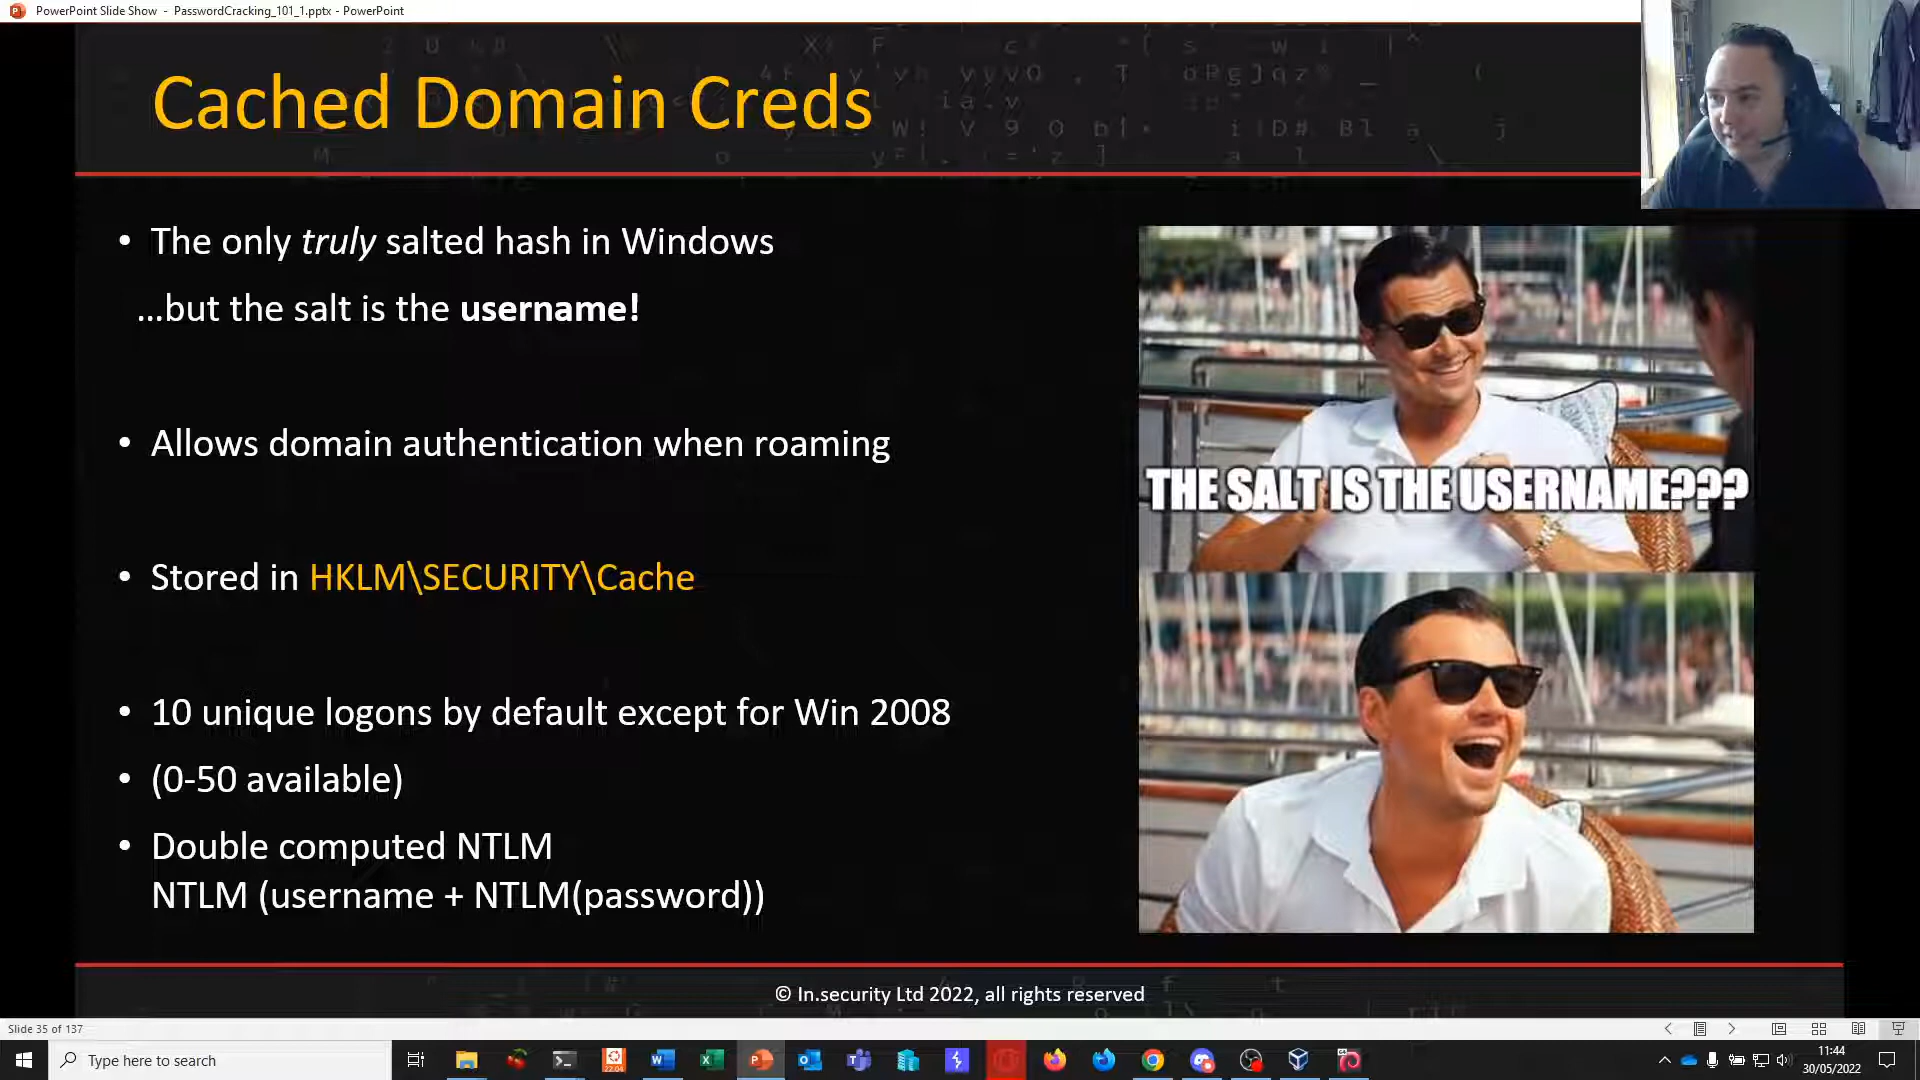 PowerPoint Slide Show - PasswordCracking_101_1.pptx - PowerPoint
Cached Domain Creds
• The only truly salted hash in Windows
...but the salt is the username!
• Allows domain authentication when roaming
• Stored in HKLM\SECURITY\Cache
• 10 unique logons by default except for Win 2008
• (0-50 available)
• Double computed NTLM
NTLM (username + NTLM(password))
THE SALT IS THE USERNAME???
© In.security Ltd 2022, all rights reserved
Slide 35 of 137
Type here to search
22.04
11:44
30/05/2022